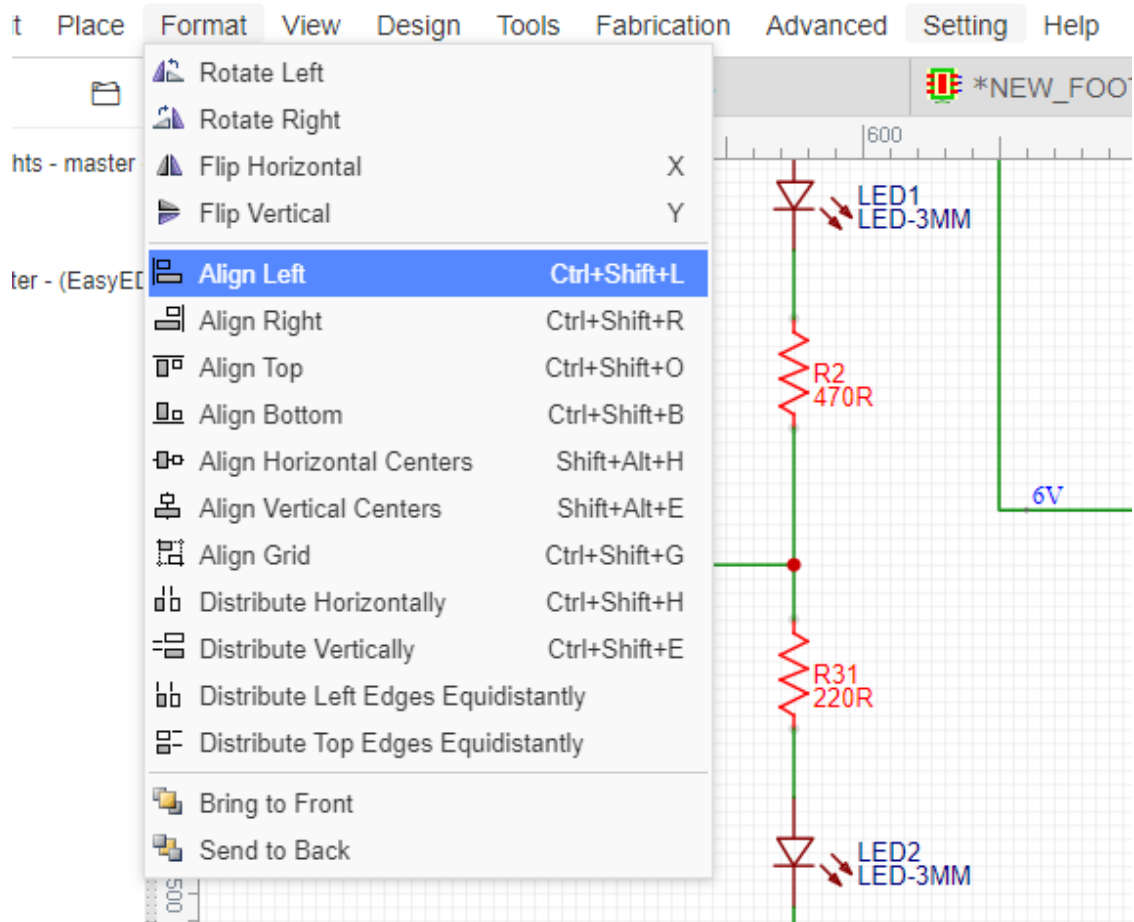 it Place Format View Design Tools Fabrication Advanced Setting Help
*NEW_FOOT
600
hts - master
ter - (EasyED
Rotate Left
Rotate Right
Flip Horizontal X
Flip Vertical Y
Align Left Ctrl+Shift+L
Align Right Ctrl+Shift+R
Align Top Ctrl+Shift+O
Align Bottom Ctrl+Shift+B
Align Horizontal Centers Shift+Alt+H
Align Vertical Centers Shift+Alt+E
Align Grid Ctrl+Shift+G
Distribute Horizontally Ctrl+Shift+H
Distribute Vertically Ctrl+Shift+E
Distribute Left Edges Equidistantly
Distribute Top Edges Equidistantly
Bring to Front
Send to Back
500
LED1
LED-3MM
R2
470R
6V
R31
220R
LED2
LED-3MM